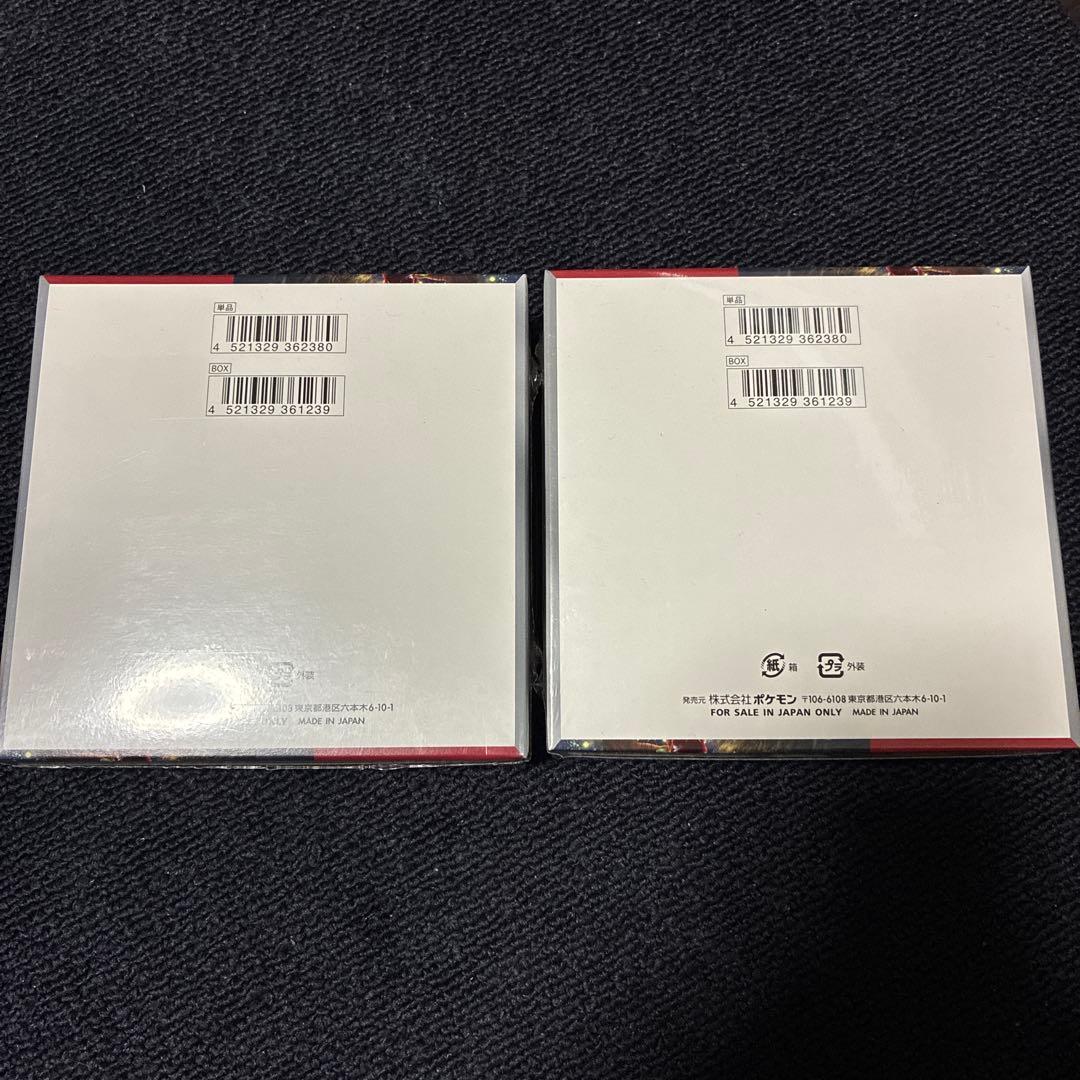 単品
4 521329 362380
BOX
4 521329 361239
外装
6108 東京都港区六本木6-10-1
ONLY MADE IN JAPAN
単品
4 521329 362380
BOX
4 521329 361239
紙 箱 プラ 外装
発売元 株式会社ポケモン 〒106-6108 東京都港区六本木6-10-1
FOR SALE IN JAPAN ONLY MADE IN JAPAN